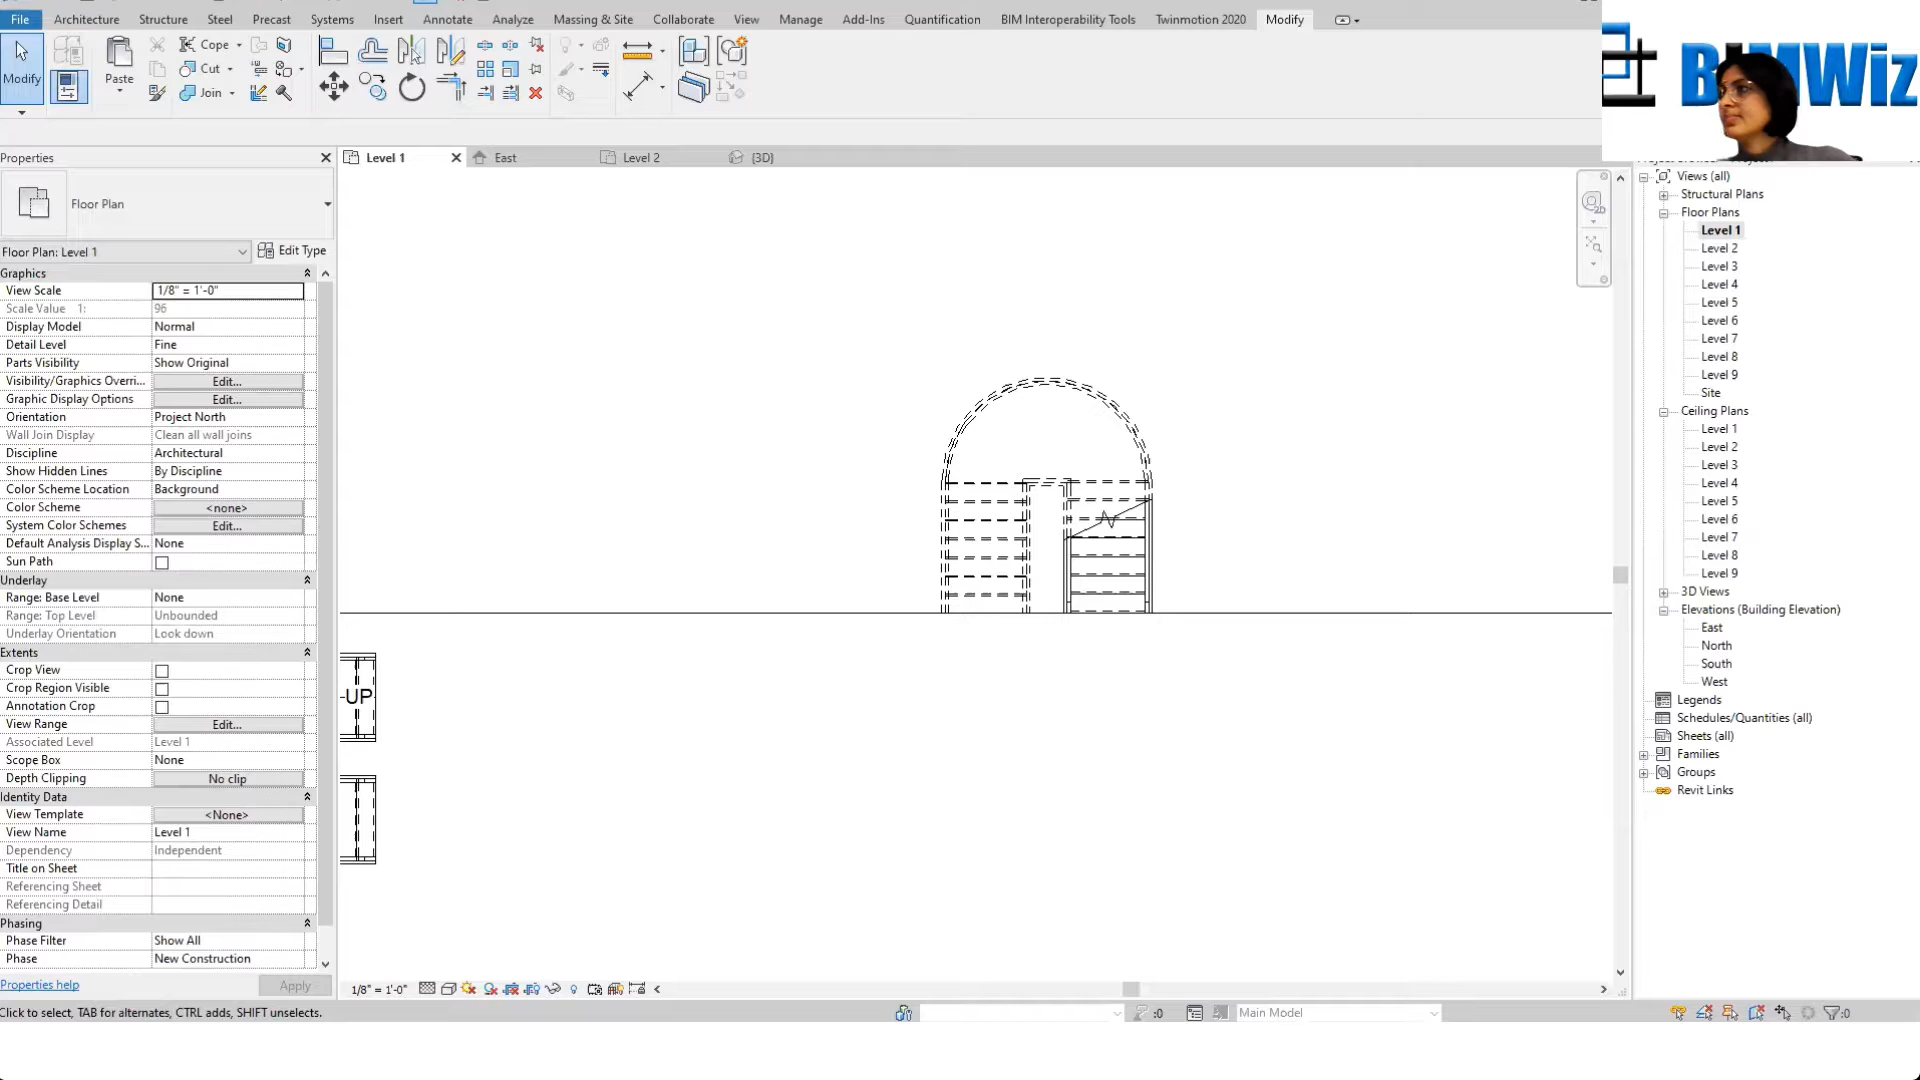 File Architecture Structure Steel Precast Systems Insert Annotate Analyze Massing & Site Collaborate View Manage Add-Ins Quantification BIM Interoperability Tools Twinmotion 2020 Modify
Modify Paste Cope Cut Join
BIMWiz
Properties Level 1 East Level 2 {3D}
Floor Plan
Floor Plan: Level 1 Edit Type
Graphics
View Scale 1/8" = 1'-0"
Scale Value 1: 96
Display Model Normal
Detail Level Fine
Parts Visibility Show Original
Visibility/Graphics Overri... Edit...
Graphic Display Options Edit...
Orientation Project North
Wall Join Display Clean all wall joins
Discipline Architectural
Show Hidden Lines By Discipline
Color Scheme Location Background
Color Scheme <none>
System Color Schemes Edit...
Default Analysis Display S... None
Sun Path
Underlay
Range: Base Level None
Range: Top Level Unbounded
Underlay Orientation Look down
Extents
Crop View
Crop Region Visible
Annotation Crop
View Range Edit...
Associated Level Level 1
Scope Box None
Depth Clipping No clip
Identity Data
View Template <None>
View Name Level 1
Dependency Independent
Title on Sheet
Referencing Sheet
Referencing Detail
Phasing
Phase Filter Show All
Phase New Construction
Properties help Apply
UP
2D
1/8" = 1'-0"
Views (all)
Structural Plans
Floor Plans
Level 1
Level 2
Level 3
Level 4
Level 5
Level 6
Level 7
Level 8
Level 9
Site
Ceiling Plans
Level 1
Level 2
Level 3
Level 4
Level 5
Level 6
Level 7
Level 8
Level 9
3D Views
Elevations (Building Elevation)
East
North
South
West
Legends
Schedules/Quantities (all)
Sheets (all)
Families
Groups
Revit Links
Click to select, TAB for alternates, CTRL adds, SHIFT unselects. :0 Main Model :0